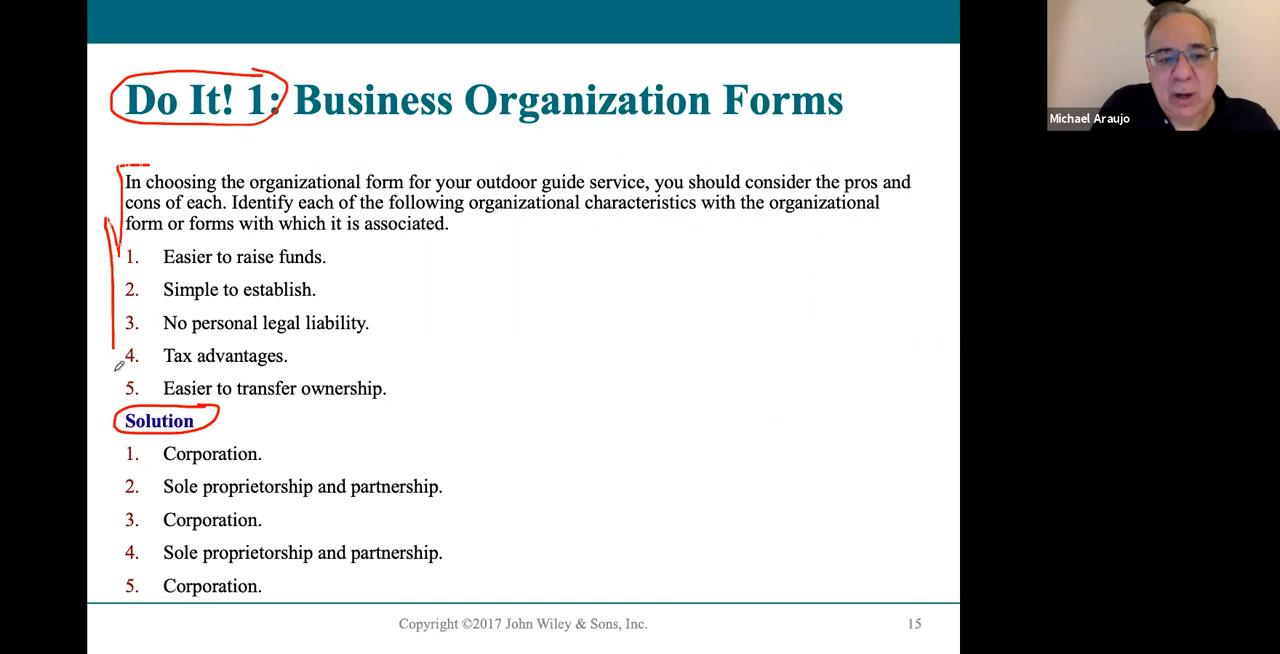 Do It! 1: Business Organization Forms
Michael Araujo
In choosing the organizational form for your outdoor guide service, you should consider the pros and
cons of each. Identify each of the following organizational characteristics with the organizational
form or forms with which it is associated.
1. Easier to raise funds.
2. Simple to establish.
3. No personal legal liability.
4. Tax advantages.
5. Easier to transfer ownership.
Solution
1. Corporation.
2. Sole proprietorship and partnership.
3. Corporation.
4. Sole proprietorship and partnership.
5. Corporation.
Copyright ©2017 John Wiley & Sons, Inc.
15